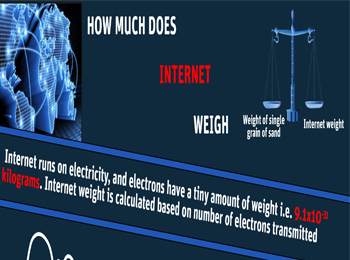 HOW MUCH DOES
INTERNET
WEIGH
Weight of single
grain of sand
Internet weight
Internet runs on electricity, and electrons have a tiny amount of weight i.e. 9.1x10⁻³¹
kilograms. Internet weight is calculated based on number of electrons transmitted